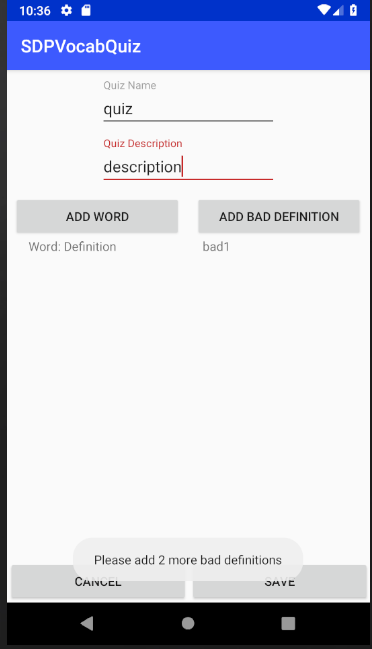 10:36
SDPVocabQuiz
Quiz Name
quiz
Quiz Description
description
ADD WORD ADD BAD DEFINITION
Word: Definition bad1
Please add 2 more bad definitions
CANCEL SAVE